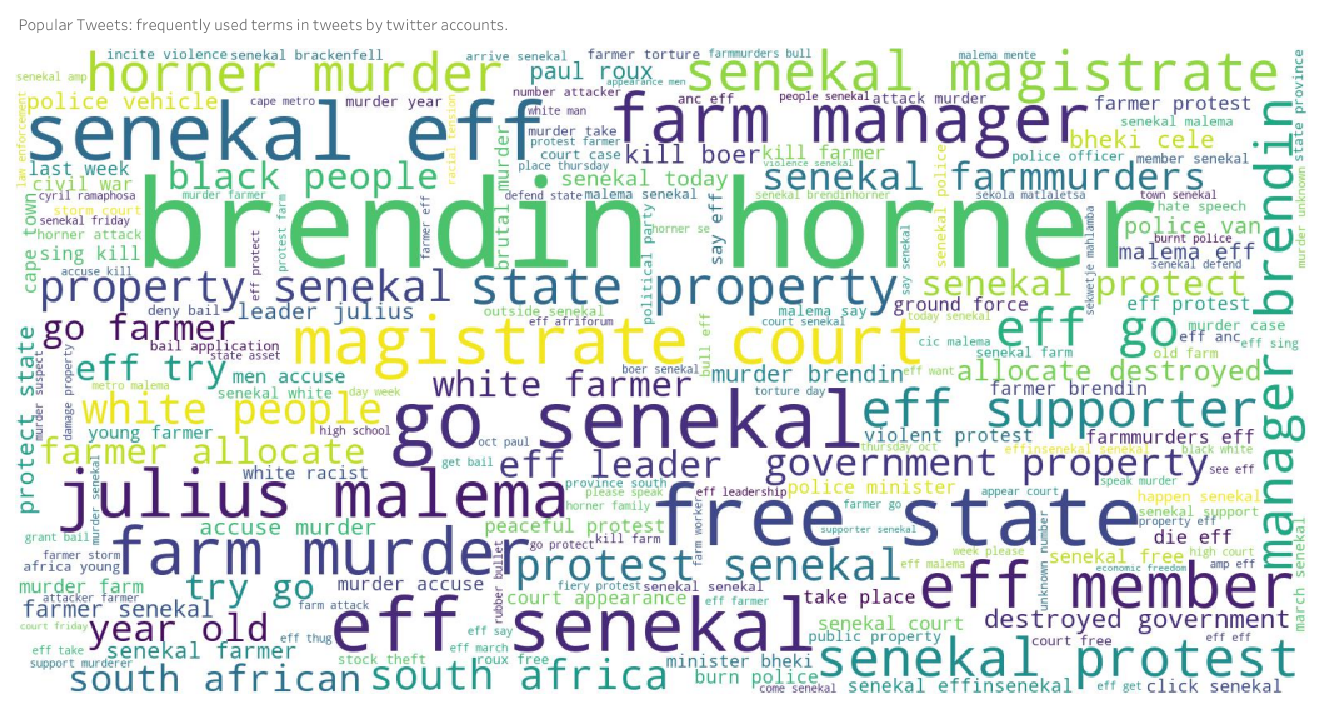 Popular Tweets: frequently used terms in tweets by twitter accounts.
incite violence
senekal brackenfell
arrive senekal
farmer torture
farmmurders bull
malema mente
senekal amp
horner murder
paul roux
appearance men
senekal magistrate
number attacker
police vehicle
cape metro
murder year
white man
anc eff
people senekal
attack murder
farmer protest
senekal eff
farm manager
senekal malema
law enforcement
racial tension
murder take
protest farmer
bheki cele
court case
kill boer
kill farmer
police officer
member senekal
last week
black people
place thursday
violence senekal
senekal today
senekal farmmurders
civil war
cyril ramaphosa
murder farmer
defend state
malema senekal
senekal brendinhorner
sekola matlaletsa
town senekal
storm court
senekal friday
brendin horner
hate speech
horner attack
horner se
police van
burnt police
sing kill
malema eff
senekal defend
accuse kill
cape town
protest farm
eff protect
farmer eff
brutal murder
political party
say eff
say senekal
senekal police
sekwetje mahlamba
manager brendin
murder unknown
state province
property senekal
state property
senekal protect
deny bail
leader julius
outside senekal
malema say
ground force
eff protest
go farmer
eff afriforum
court senekal
today senekal
eff go
murder case
bail application
magistrate court
cic malema
eff anc
eff sing
state asset
senekal farm
old farm
protect state
murder suspect
damage property
eff try
men accuse
boer senekal
bull eff
murder brendin
eff want
allocate destroyed
metro malema
senekal white
day week
white farmer
torture day
farmer brendin
white people
go senekal
eff supporter
young farmer
high school
oct paul
violent protest
farmmurders eff
farmer allocate
get bail
eff leader
thursday oct
effinsenekal senekal
black white
white racist
government property
see eff
murder senekal
julius malema
province south
please speak
eff leadership
police minister
appear court
speak murder
happen senekal
horner family
farmer go
free state
senekal support
accuse murder
peaceful protest
supporter senekal
property eff
grant bail
farm murder
go protect
kill farm
farm worker
unknown number
die eff
farmer storm
africa young
protest senekal
week please
senekal free
high court
eff malema
economic freedom
amp eff
march senekal
murder farm
try go
murder accuse
rubber bullet
fiery protest
senekal senekal
eff member
attacker farmer
farmer senekal
farm attack
court appearance
eff farmer
take place
court friday
year old
eff thug
eff senekal
eff say
senekal court
destroyed government
public property
court free
eff eff
eff take
senekal farmer
eff march
support murderer
stock theft
roux free
minister bheki
senekal protest
south african
south africa
burn police
come senekal
senekal effinsenekal
eff get
click senekal